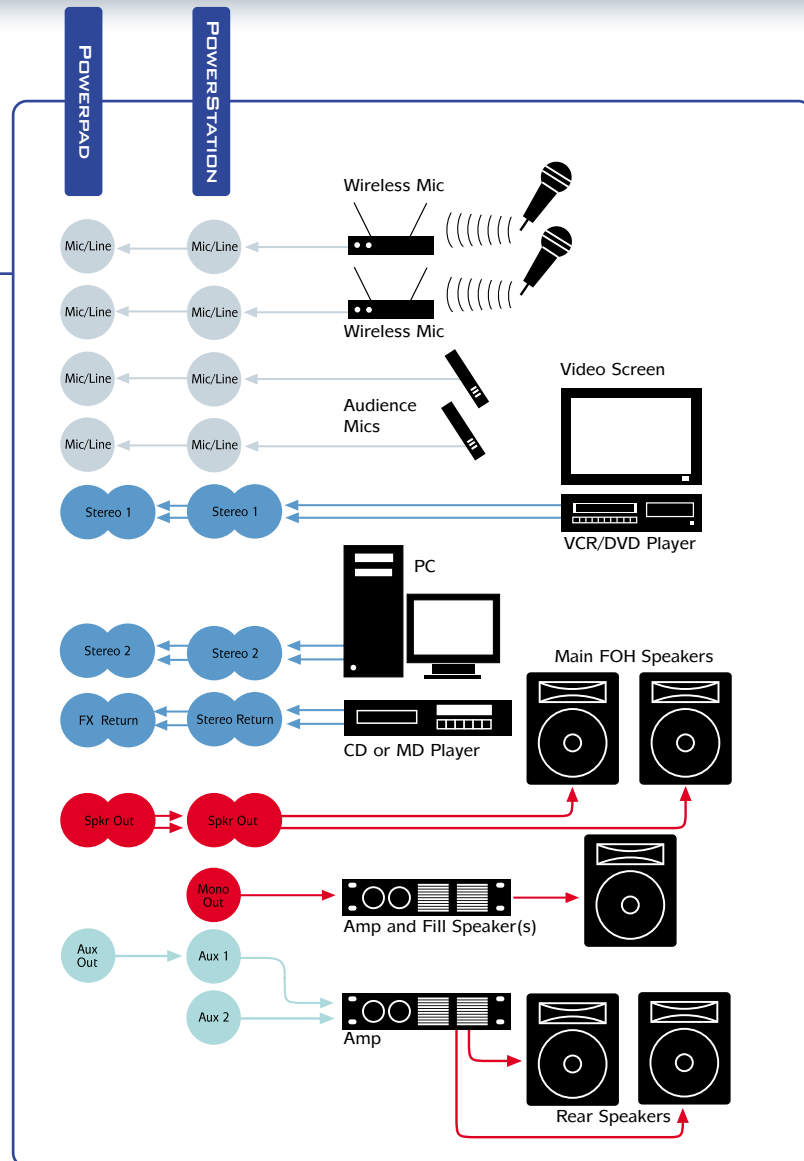 POWERPAD
POWERSTATION
Wireless Mic
Mic/Line
Mic/Line
Mic/Line
Mic/Line
Wireless Mic
Mic/Line
Mic/Line
Audience
Mics
Video Screen
Mic/Line
Mic/Line
Stereo 1
Stereo 1
VCR/DVD Player
PC
Stereo 2
Stereo 2
Main FOH Speakers
FX Return
Stereo Return
CD or MD Player
Spkr Out
Spkr Out
Mono
Out
Amp and Fill Speaker(s)
Aux
Out
Aux 1
Aux 2
Amp
Rear Speakers